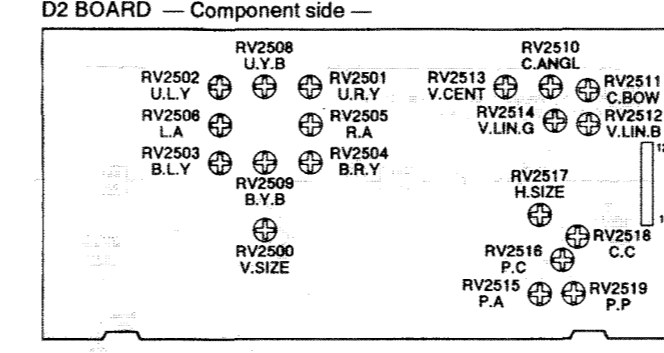 D2 BOARD — Component side —
RV2508
U.Y.B
RV2502
U.L.Y
RV2501
U.R.Y
RV2506
L.A
RV2505
R.A
RV2503
B.L.Y
RV2504
B.R.Y
RV2509
B.Y.B
RV2500
V.SIZE
RV2510
C.ANGL
RV2513
V.CENT
RV2511
C.BOW
RV2514
V.LIN.G
RV2512
V.LIN.B
RV2517
H.SIZE
RV2518
C.C
RV2516
P.C
RV2515
P.A
RV2519
P.P